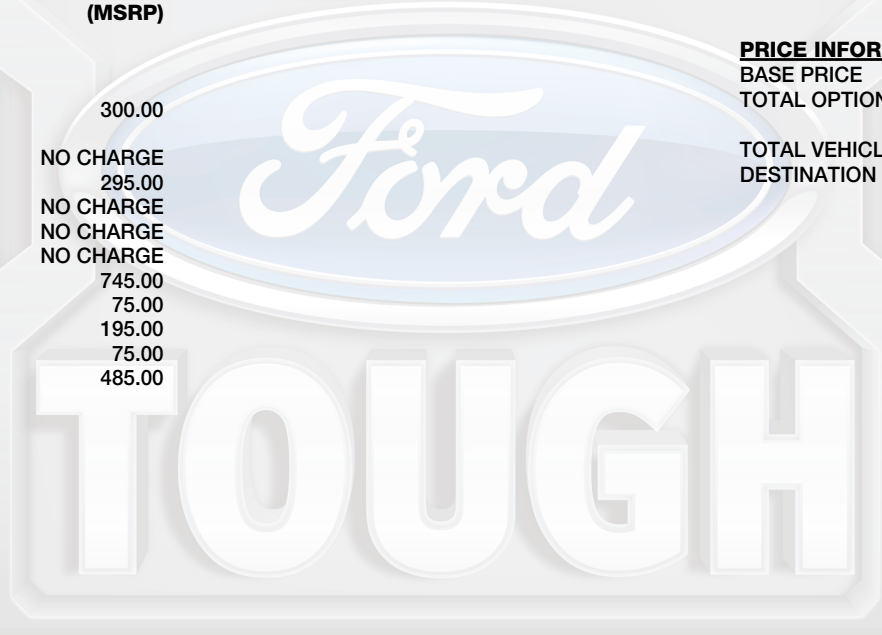 (MSRP)
300.00
NO CHARGE
295.00
NO CHARGE
NO CHARGE
NO CHARGE
745.00
75.00
195.00
75.00
485.00
PRICE INFOR
BASE PRICE
TOTAL OPTION
TOTAL VEHICL
DESTINATION
Ford
TOUGH